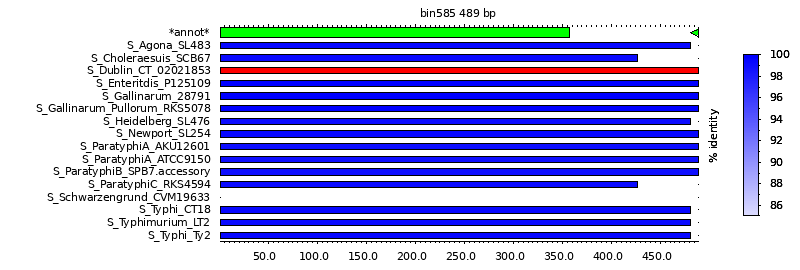 bin585 489 bp
*annot*
S_Agona_SL483
S_Choleraesuis_SCB67
S_Dublin_CT_02021853
S_Enteritdis_P125109
S_Gallinarum_28791
S_Gallinarum_Pullorum_RKS5078
S_Heidelberg_SL476
S_Newport_SL254
S_ParatyphiA_AKU12601
S_ParatyphiA_ATCC9150
S_ParatyphiB_SPB7.accessory
S_ParatyphiC_RKS4594
S_Schwarzengrund_CVM19633
S_Typhi_CT18
S_Typhimurium_LT2
S_Typhi_Ty2
50.0 100.0 150.0 200.0 250.0 300.0 350.0 400.0 450.0
% identity
100
98
96
94
92
90
88
86